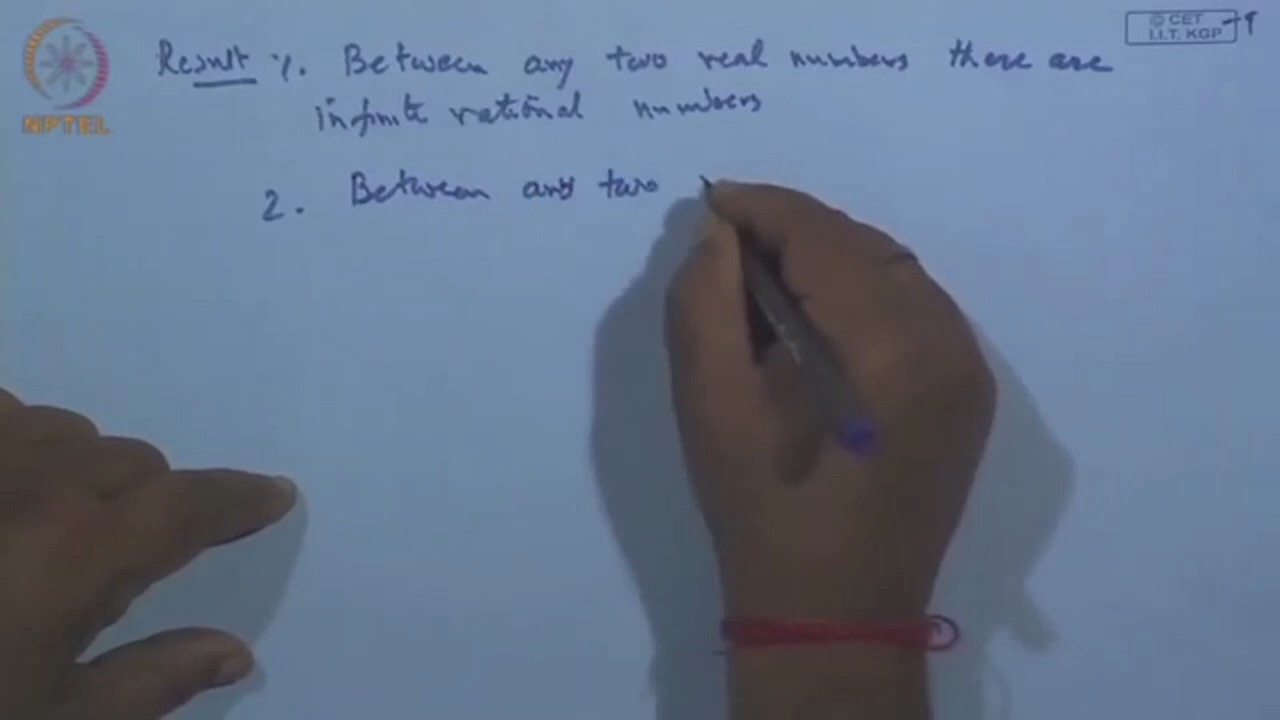 © CET
I.I.T. KGP
Result 1. Between any two real numbers there are
infinite rational numbers
NPTEL
2. Between any two